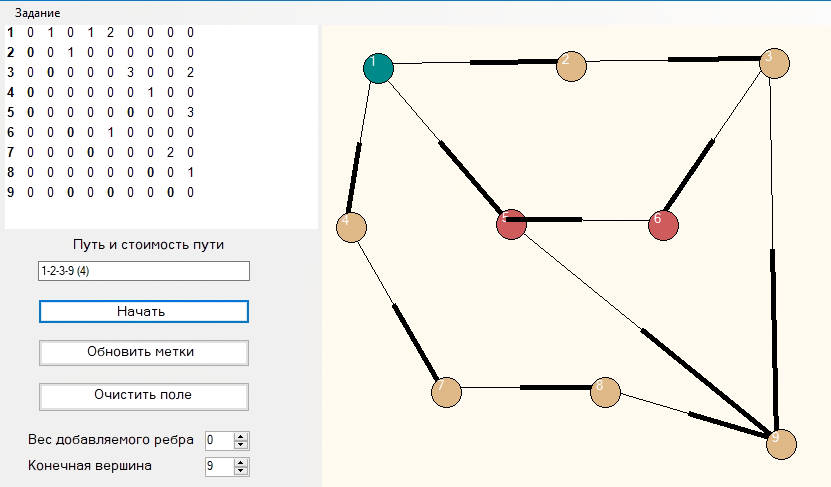 Задание
1 0 1 0 1 2 0 0 0 0
2 0 0 1 0 0 0 0 0 0
3 0 0 0 0 0 3 0 0 2
4 0 0 0 0 0 0 1 0 0
5 0 0 0 0 0 0 0 0 3
6 0 0 0 0 1 0 0 0 0
7 0 0 0 0 0 0 0 2 0
8 0 0 0 0 0 0 0 0 1
9 0 0 0 0 0 0 0 0 0
Путь и стоимость пути
1-2-3-9 (4)
Начать
Обновить метки
Очистить поле
Вес добавляемого ребра 0
Конечная вершина 9
1
2
3
4
5
6
7
8
9